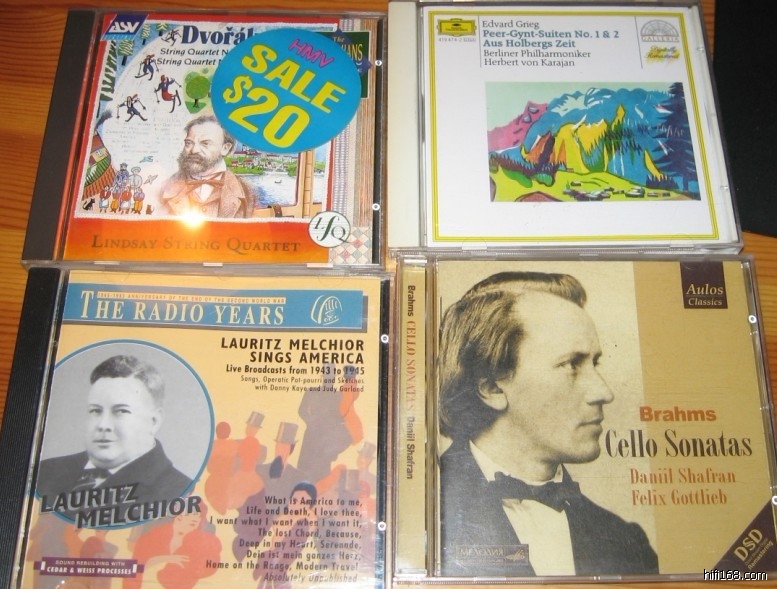 ASV
Dvořák
String Quartet N
String Quartet N
HMV
SALE
$20
LINDSAY STRING QUARTET
LSQ
Edvard Grieg
Peer-Gynt-Suiten No. 1 & 2
Aus Holbergs Zeit
Berliner Philharmoniker
Herbert von Karajan
THE RADIO YEARS
LAURITZ MELCHIOR
SINGS AMERICA
Live Broadcasts from 1943 to 1945
Songs, Operatic Pot-pourri and Sketches
with Danny Kaye and Judy Garland
LAURITZ
MELCHIOR
What is America to me,
Life and Death, I love thee,
I want what I want when I want it,
The lost Chord, Because,
Deep in my Heart, Serenade,
Dein ist mein ganzes Herz,
Home on the Range, Modern Travel
Absolutely unpublished
SOUND REBUILDING WITH
CEDAR & WEISS PROCESSES
Brahms CELLO SONATAS Daniil Shafran
Aulos
Classics
Brahms
Cello Sonatas
Daniil Shafran
Felix Gottlieb
МЕЛОДИЯ
DSD
Remastering
hifi168.com